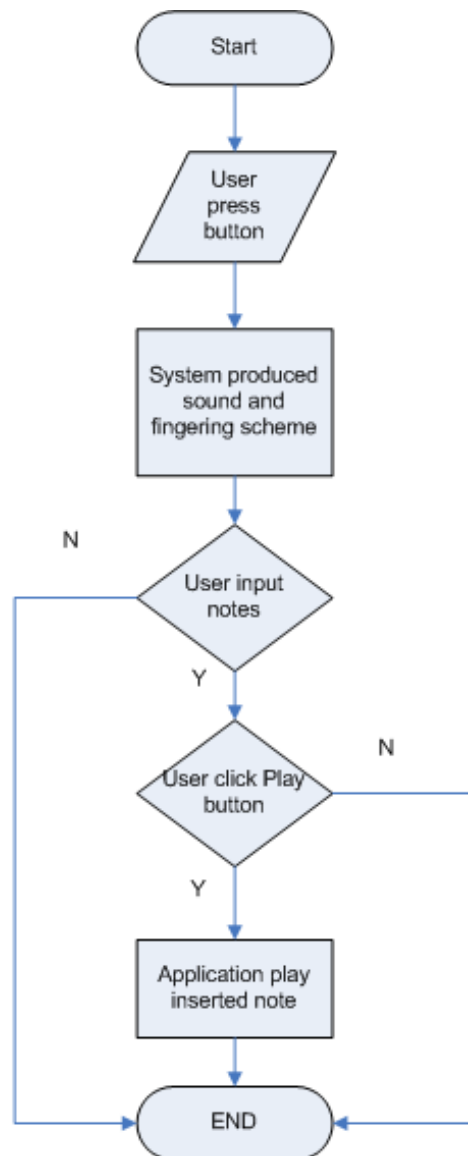 Start
User
press
button
System produced
sound and
fingering scheme
N
User input
notes
Y
User click Play
button
N
Y
Application play
inserted note
END